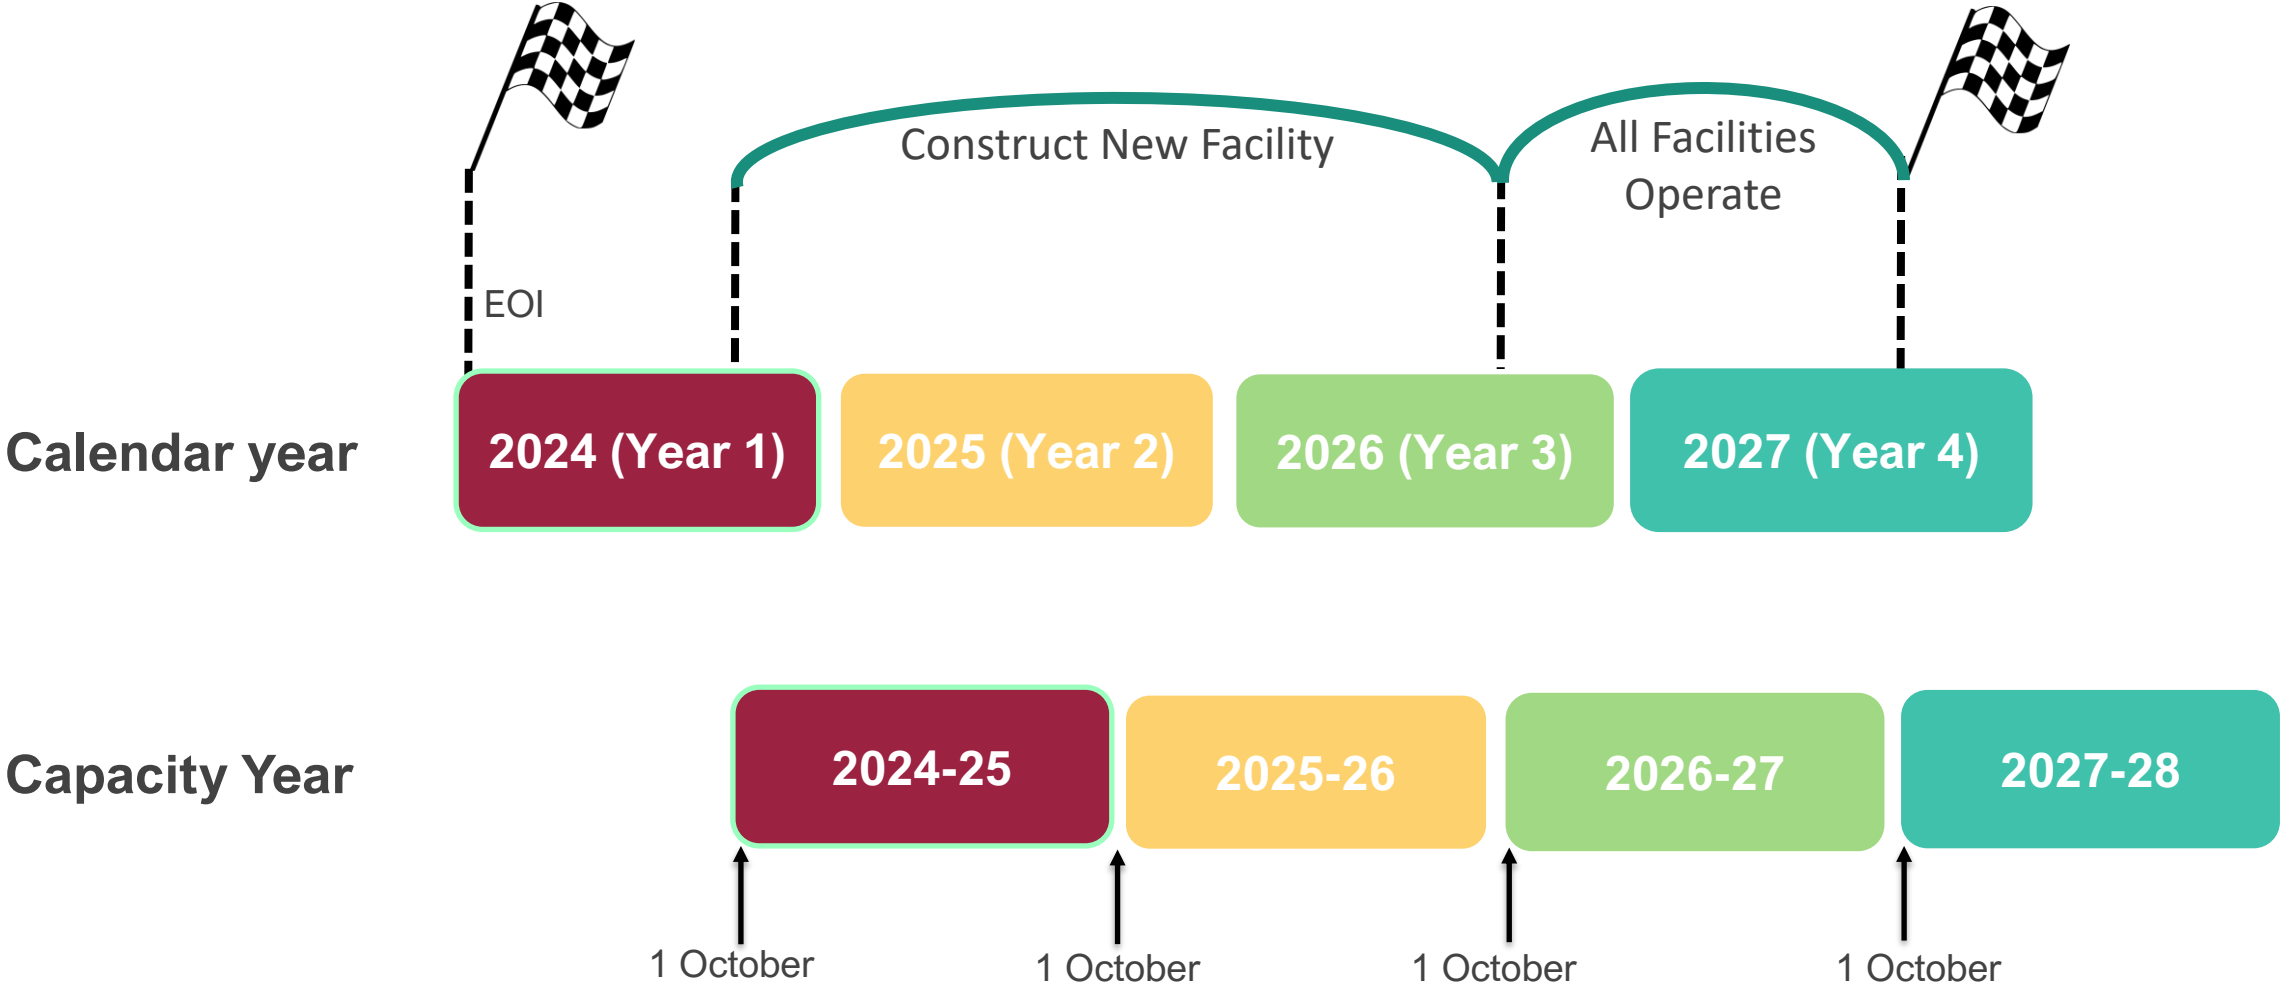 Construct New Facility
All Facilities
Operate
EOI
Calendar year
2024 (Year 1)
2025 (Year 2)
2026 (Year 3)
2027 (Year 4)
Capacity Year
2024-25
2025-26
2026-27
2027-28
1 October
1 October
1 October
1 October